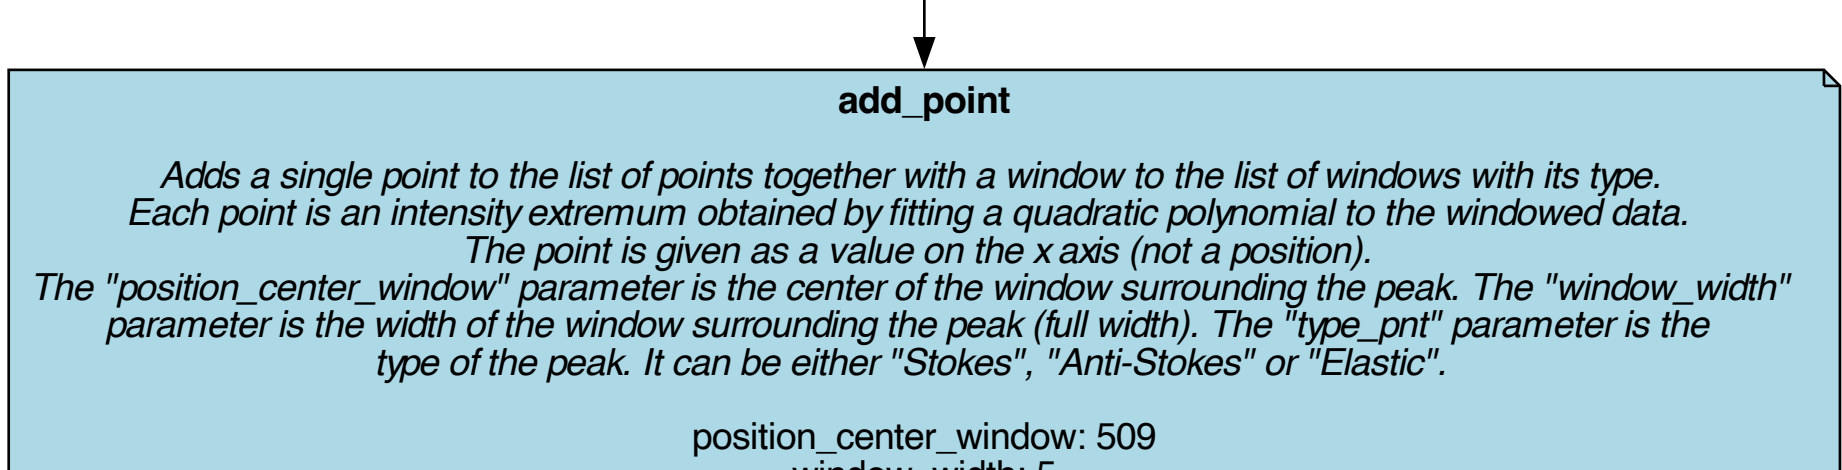 add_point
Adds a single point to the list of points together with a window to the list of windows with its type.
Each point is an intensity extremum obtained by fitting a quadratic polynomial to the windowed data.
The point is given as a value on the x axis (not a position).
The "position_center_window" parameter is the center of the window surrounding the peak. The "window_width"
parameter is the width of the window surrounding the peak (full width). The "type_pnt" parameter is the
type of the peak. It can be either "Stokes", "Anti-Stokes" or "Elastic".
position_center_window: 509
window_width: 5